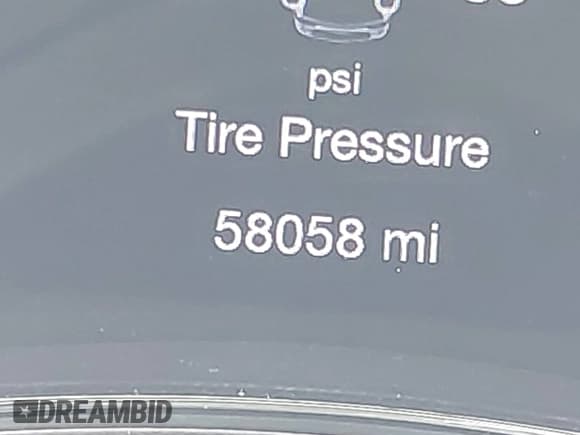 psi
Tire Pressure
58058 mi
DREAMBID